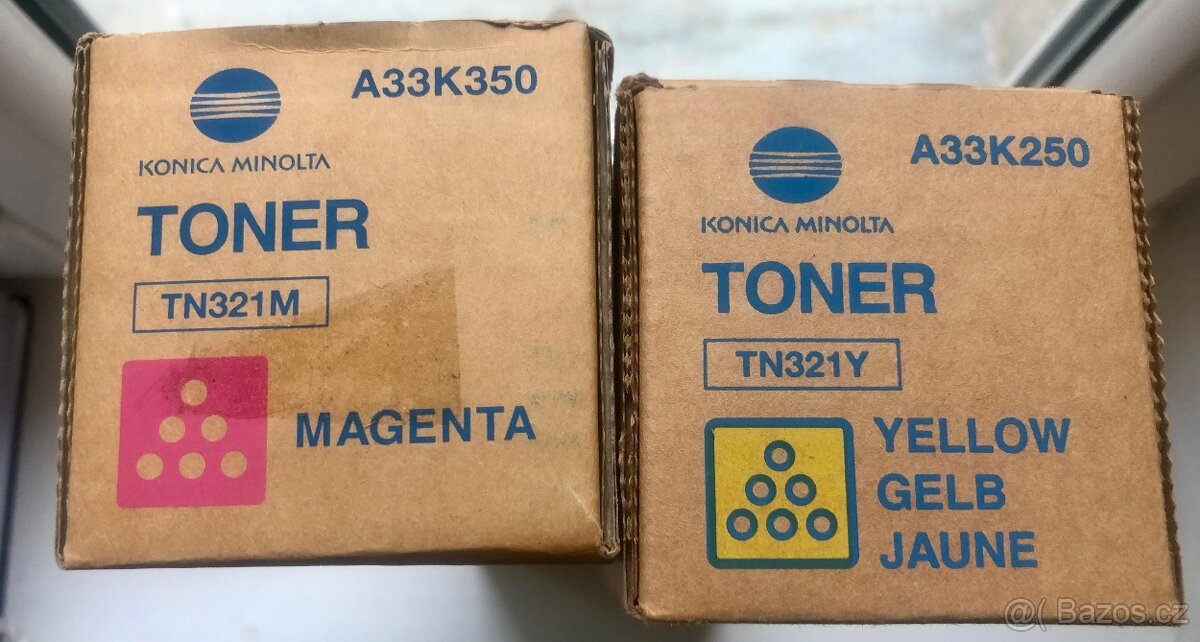 A33K350
KONICA MINOLTA
TONER
TN321M
MAGENTA
A33K250
KONICA MINOLTA
TONER
TN321Y
YELLOW
GELB
JAUNE
@( Bazos.cz